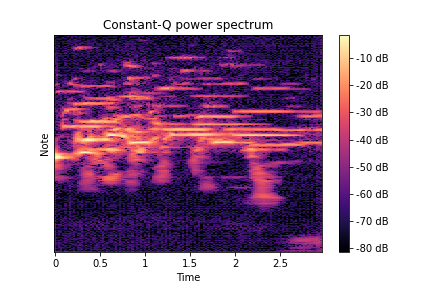 Constant-Q power spectrum
Note
-10 dB
-20 dB
-30 dB
-40 dB
-50 dB
-60 dB
-70 dB
-80 dB
0
0.5
1
1.5
2
2.5
Time